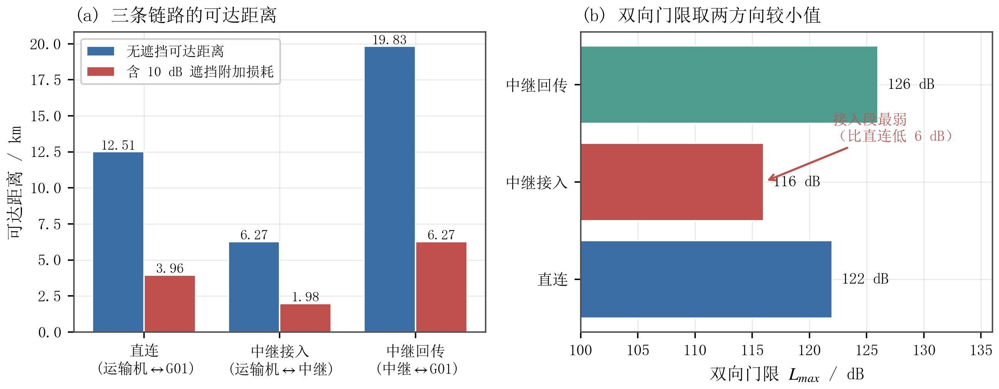 (a) 三条链路的可达距离
无遮挡可达距离
含 10 dB 遮挡附加损耗
可达距离 / km
20.0
17.5
15.0
12.5
10.0
7.5
5.0
2.5
0.0
12.51
3.96
6.27
1.98
19.83
6.27
直连
(运输机↔G01)
中继接入
(运输机↔中继)
中继回传
(中继↔G01)
(b) 双向门限取两方向较小值
中继回传
126 dB
接入段最弱
（比直连低 6 dB）
中继接入
116 dB
直连
122 dB
100 105 110 115 120 125 130 135
双向门限 Lmax / dB